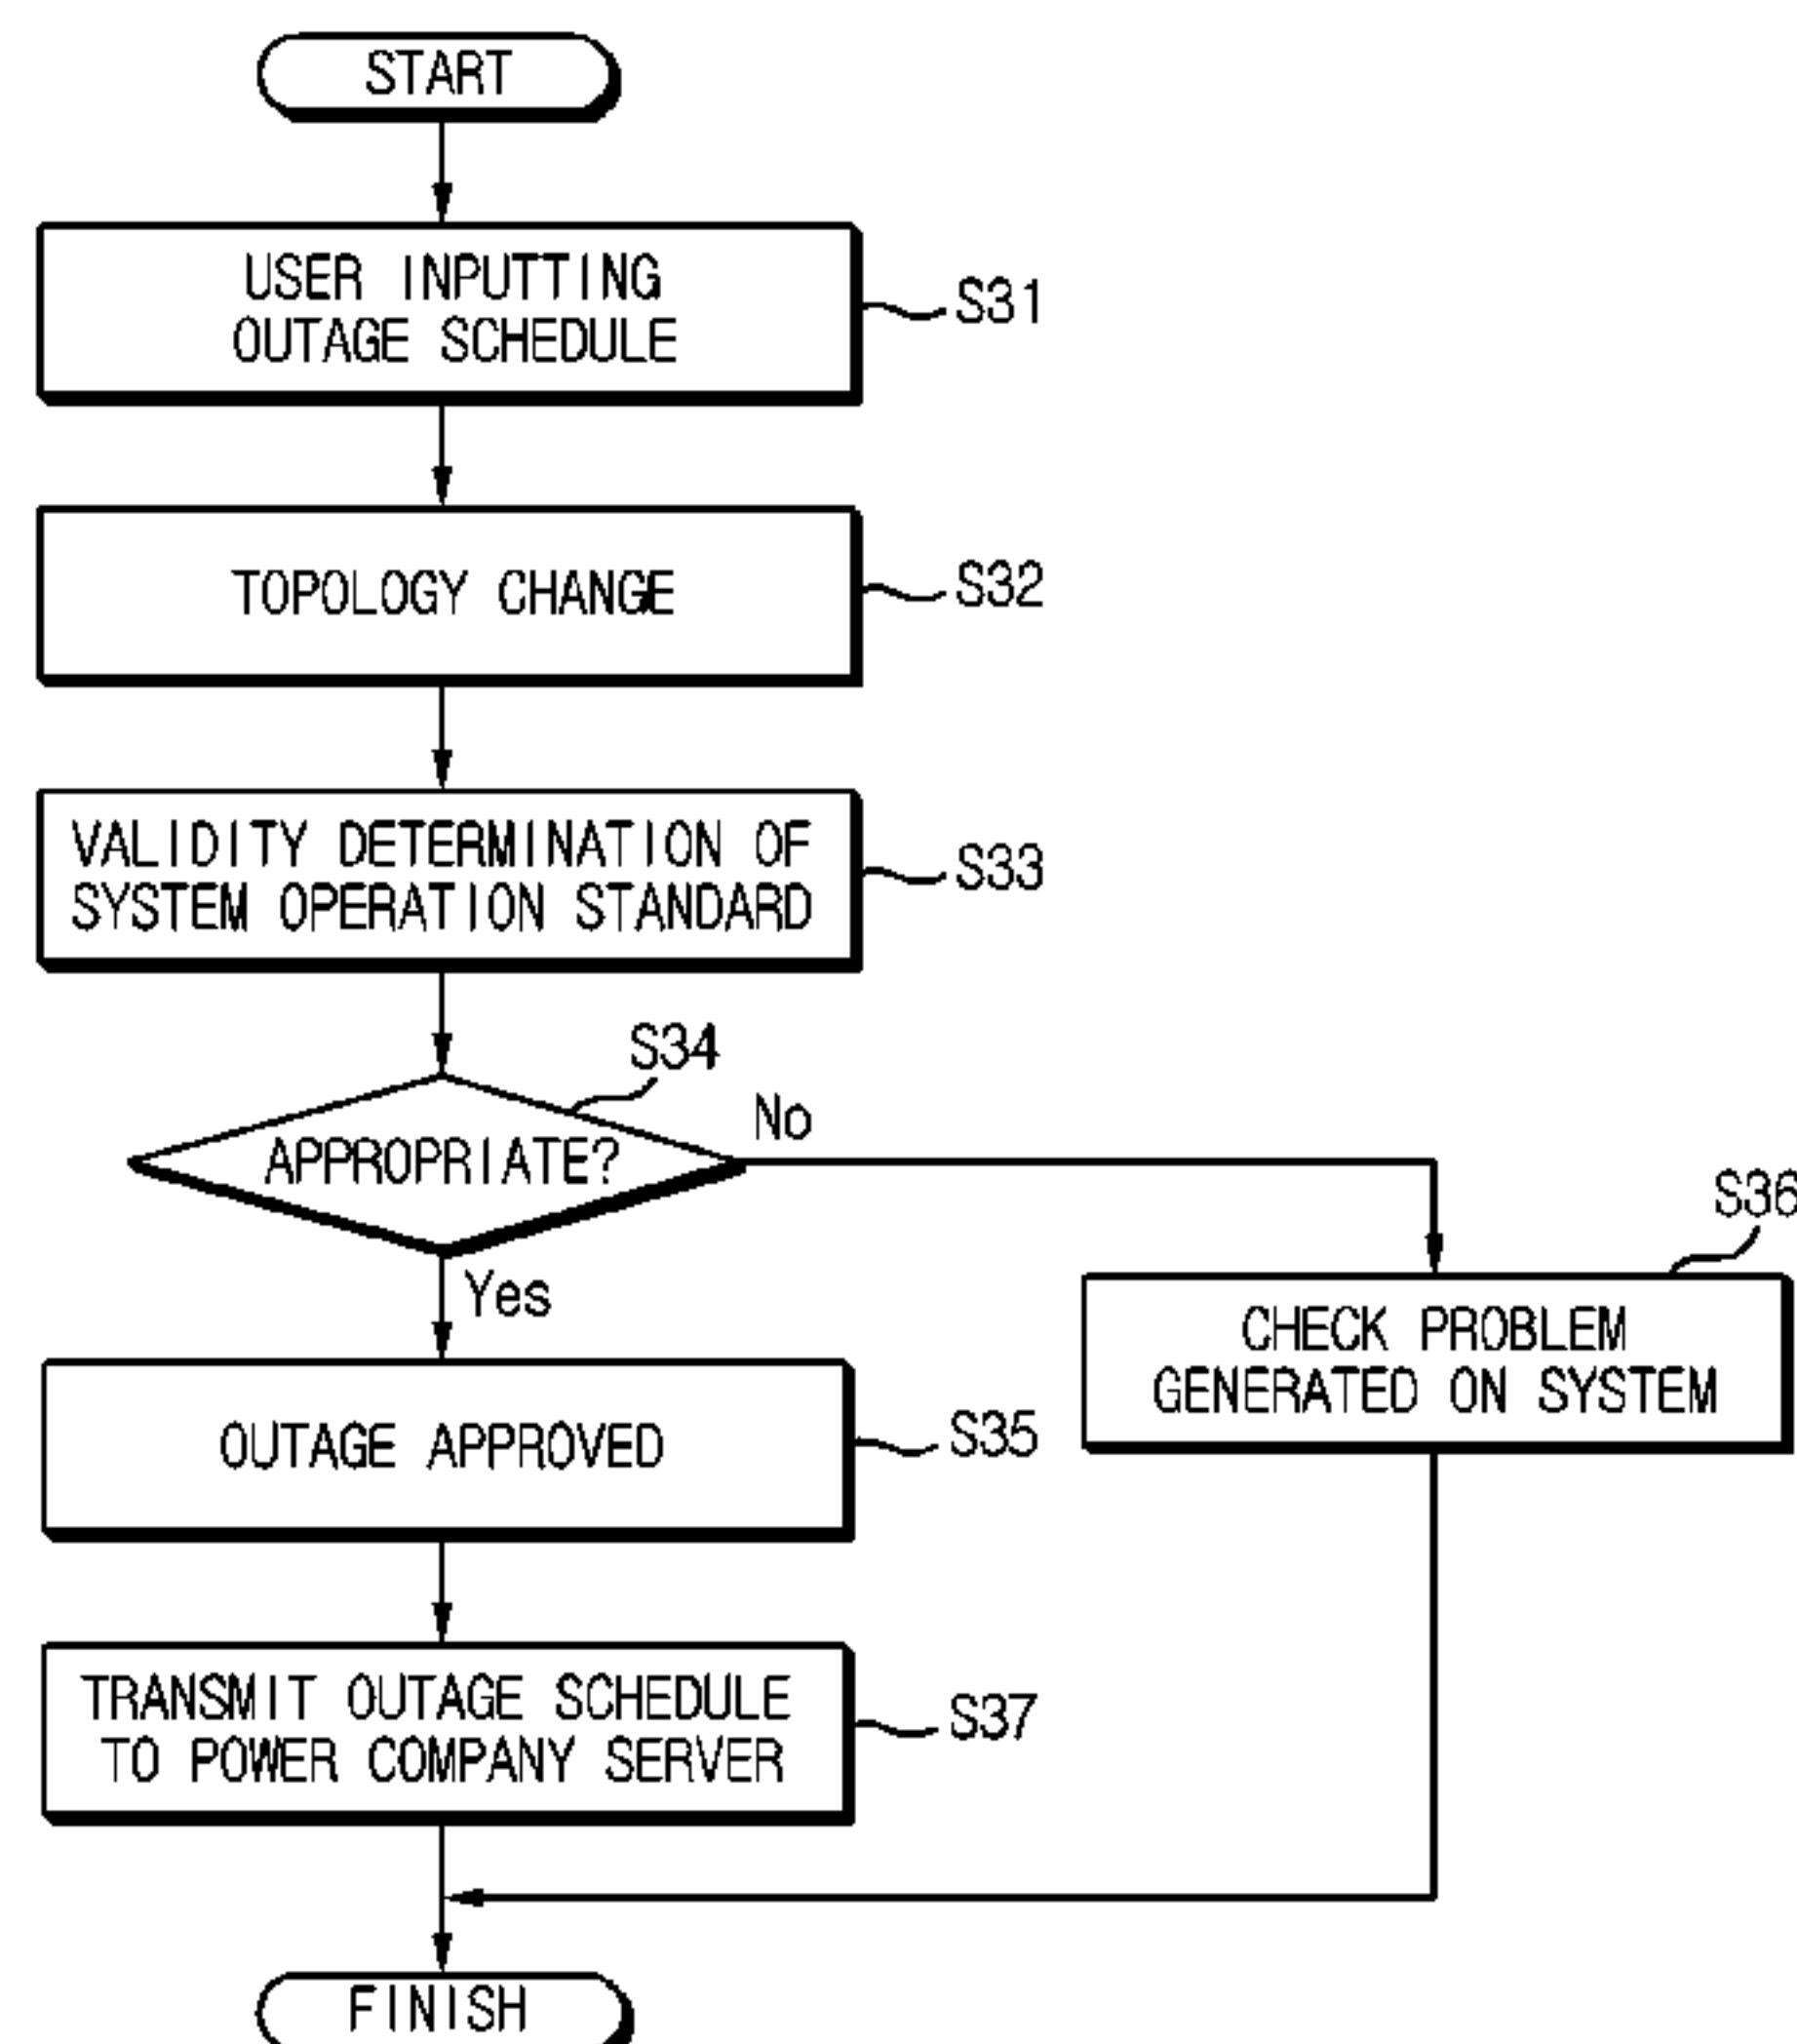 START
USER INPUTTING
OUTAGE SCHEDULE
S31
TOPOLOGY CHANGE
S32
VALIDITY DETERMINATION OF
SYSTEM OPERATION STANDARD
S33
S34
APPROPRIATE?
No
Yes
S36
CHECK PROBLEM
GENERATED ON SYSTEM
OUTAGE APPROVED
S35
TRANSMIT OUTAGE SCHEDULE
TO POWER COMPANY SERVER
S37
FINISH